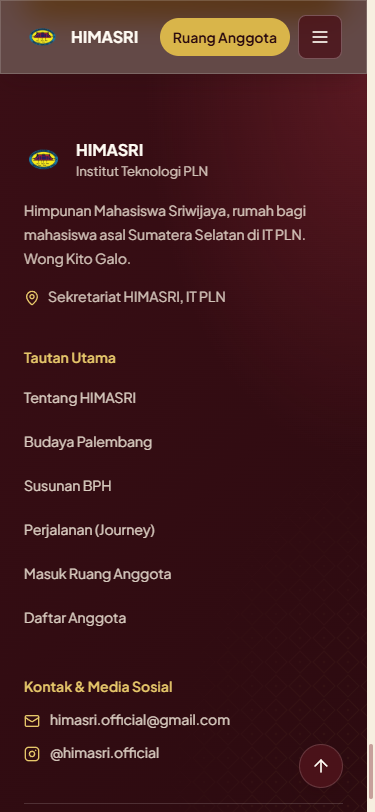 HIMASRI
Ruang Anggota
HIMASRI
Institut Teknologi PLN
Himpunan Mahasiswa Sriwijaya, rumah bagi
mahasiswa asal Sumatera Selatan di IT PLN.
Wong Kito Galo.
Sekretariat HIMASRI, IT PLN
Tautan Utama
Tentang HIMASRI
Budaya Palembang
Susunan BPH
Perjalanan (Journey)
Masuk Ruang Anggota
Daftar Anggota
Kontak & Media Sosial
himasri.official@gmail.com
@himasri.official